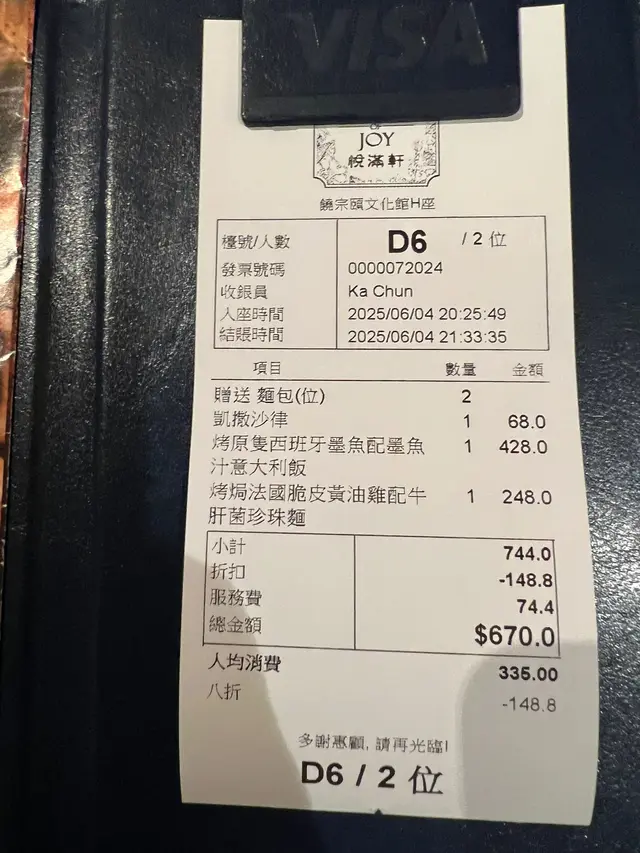 VISA
JOY
悅滿軒
饒宗頤文化館H座
檯號/人數 D6 / 2 位
發票號碼 0000072024
收銀員 Ka Chun
入座時間 2025/06/04 20:25:49
結賬時間 2025/06/04 21:33:35
項目 數量 金額
贈送 麵包(位) 2
凱撒沙律 1 68.0
烤原隻西班牙墨魚配墨魚 1 428.0
汁意大利飯
烤焗法國脆皮黃油雞配牛 1 248.0
肝菌珍珠麵
小計 744.0
折扣 -148.8
服務費 74.4
總金額 $670.0
人均消費 335.00
八折 -148.8
多謝惠顧, 請再光臨!
D6 / 2 位